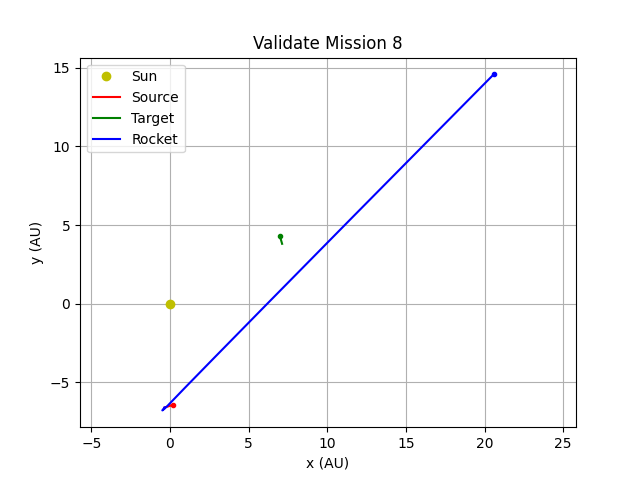 Validate Mission 8
Sun
Source
Target
Rocket
15
10
5
0
−5
y (AU)
−5
0
5
10
15
20
25
x (AU)